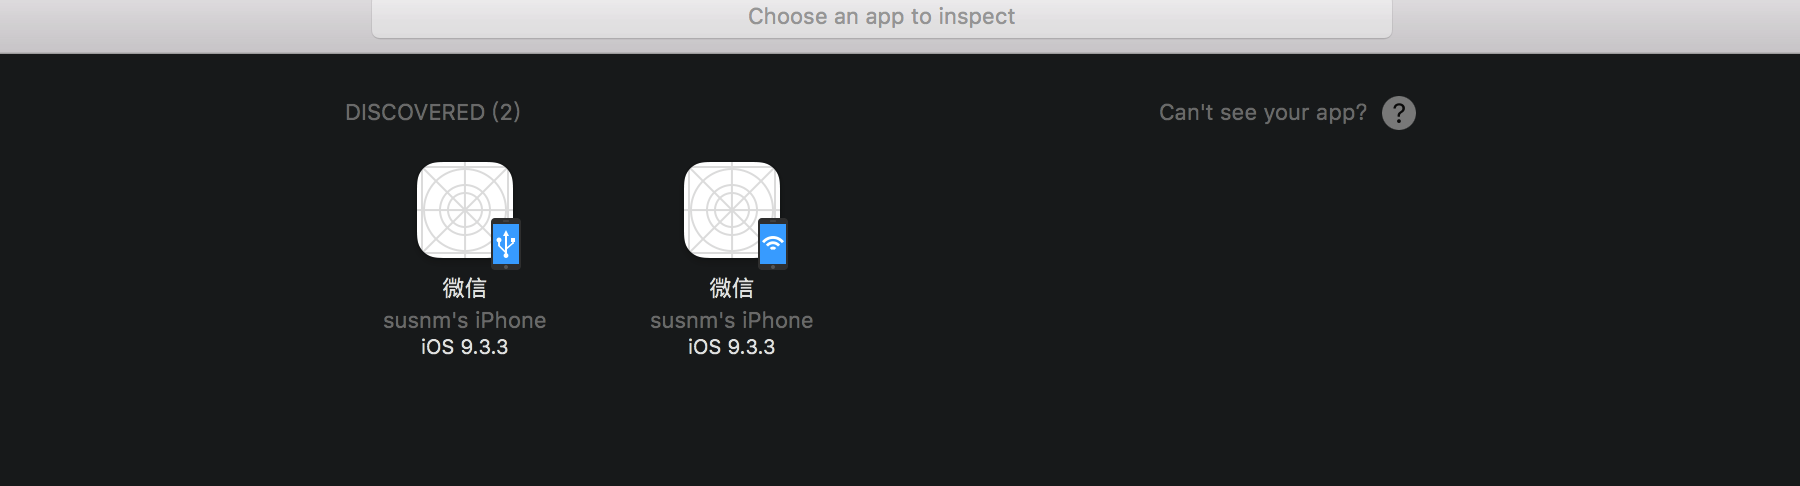 Choose an app to inspect
DISCOVERED (2)
Can't see your app? ?
微信
susnm's iPhone
iOS 9.3.3
微信
susnm's iPhone
iOS 9.3.3